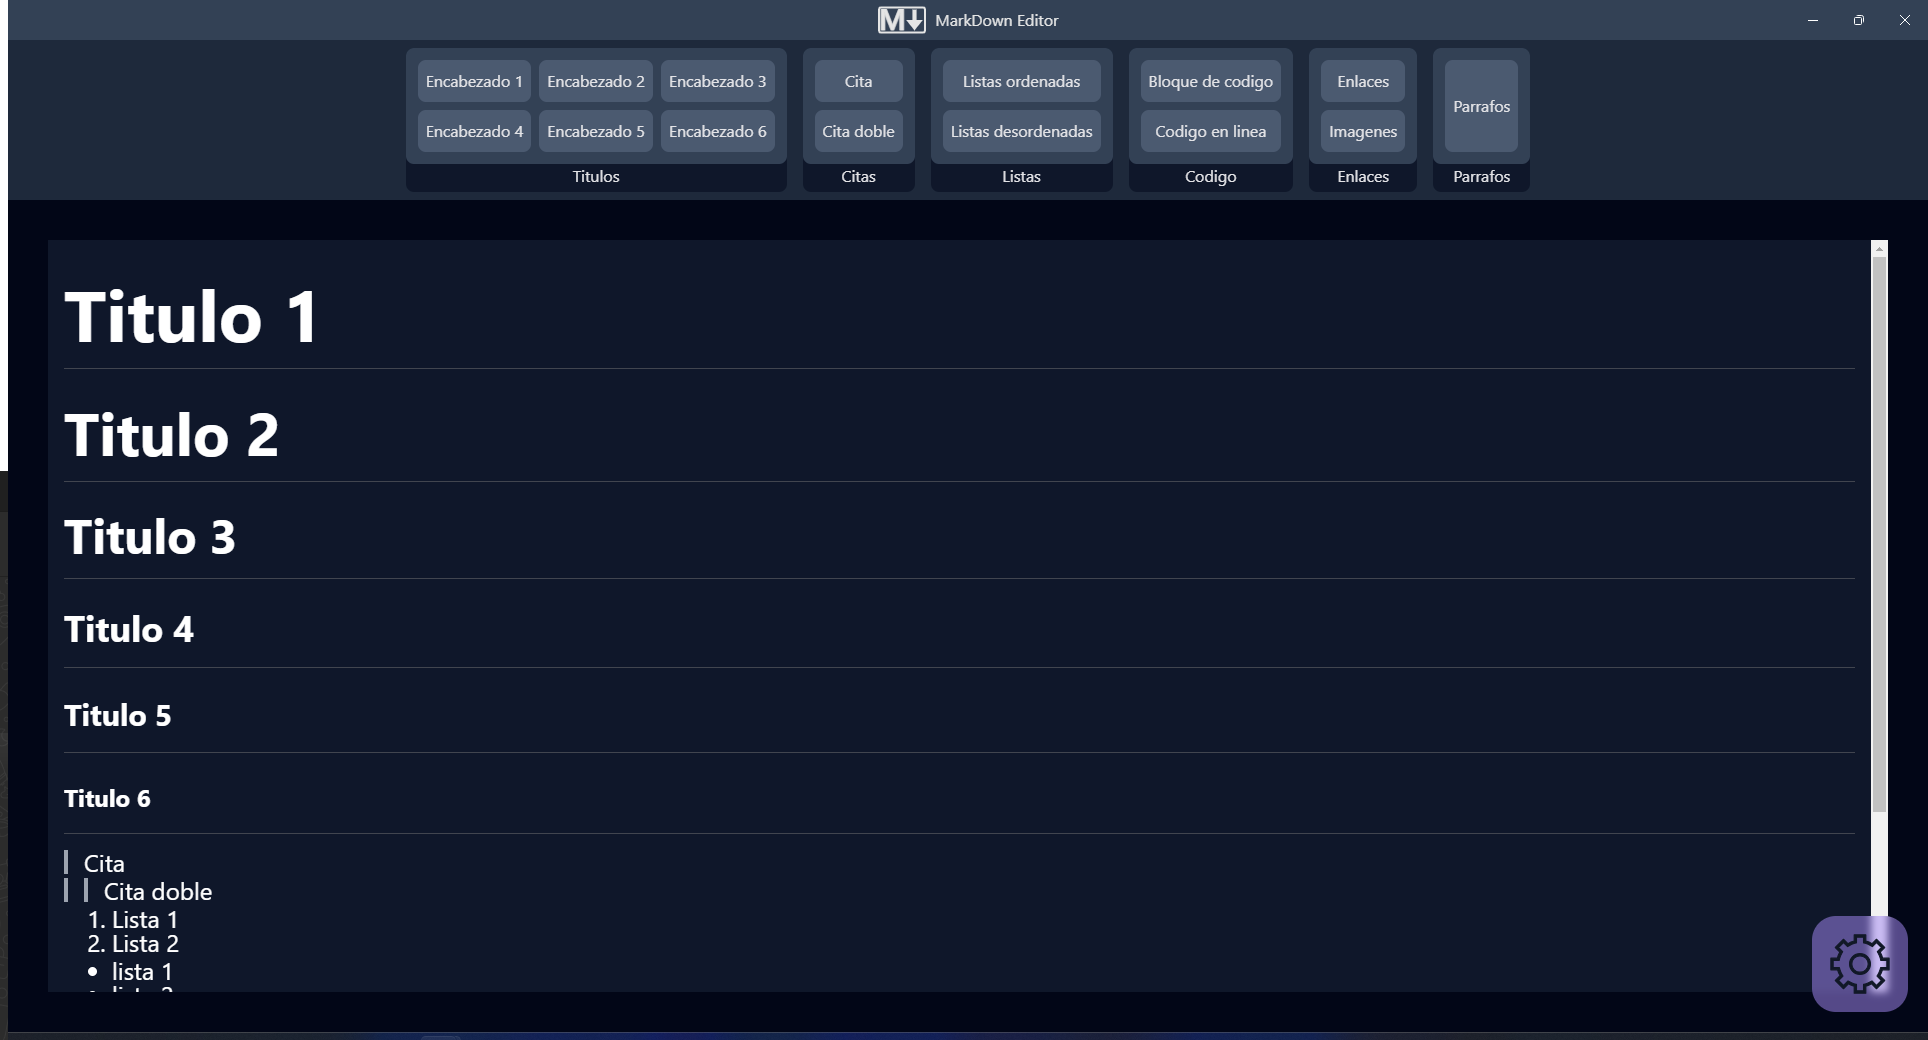 M MarkDown Editor
Encabezado 1 Encabezado 2 Encabezado 3
Encabezado 4 Encabezado 5 Encabezado 6
Titulos
Cita
Cita doble
Citas
Listas ordenadas
Listas desordenadas
Listas
Bloque de codigo
Codigo en linea
Codigo
Enlaces
Imagenes
Enlaces
Parrafos
Parrafos
Titulo 1
Titulo 2
Titulo 3
Titulo 4
Titulo 5
Titulo 6
Cita
Cita doble
1. Lista 1
2. Lista 2
• lista 1